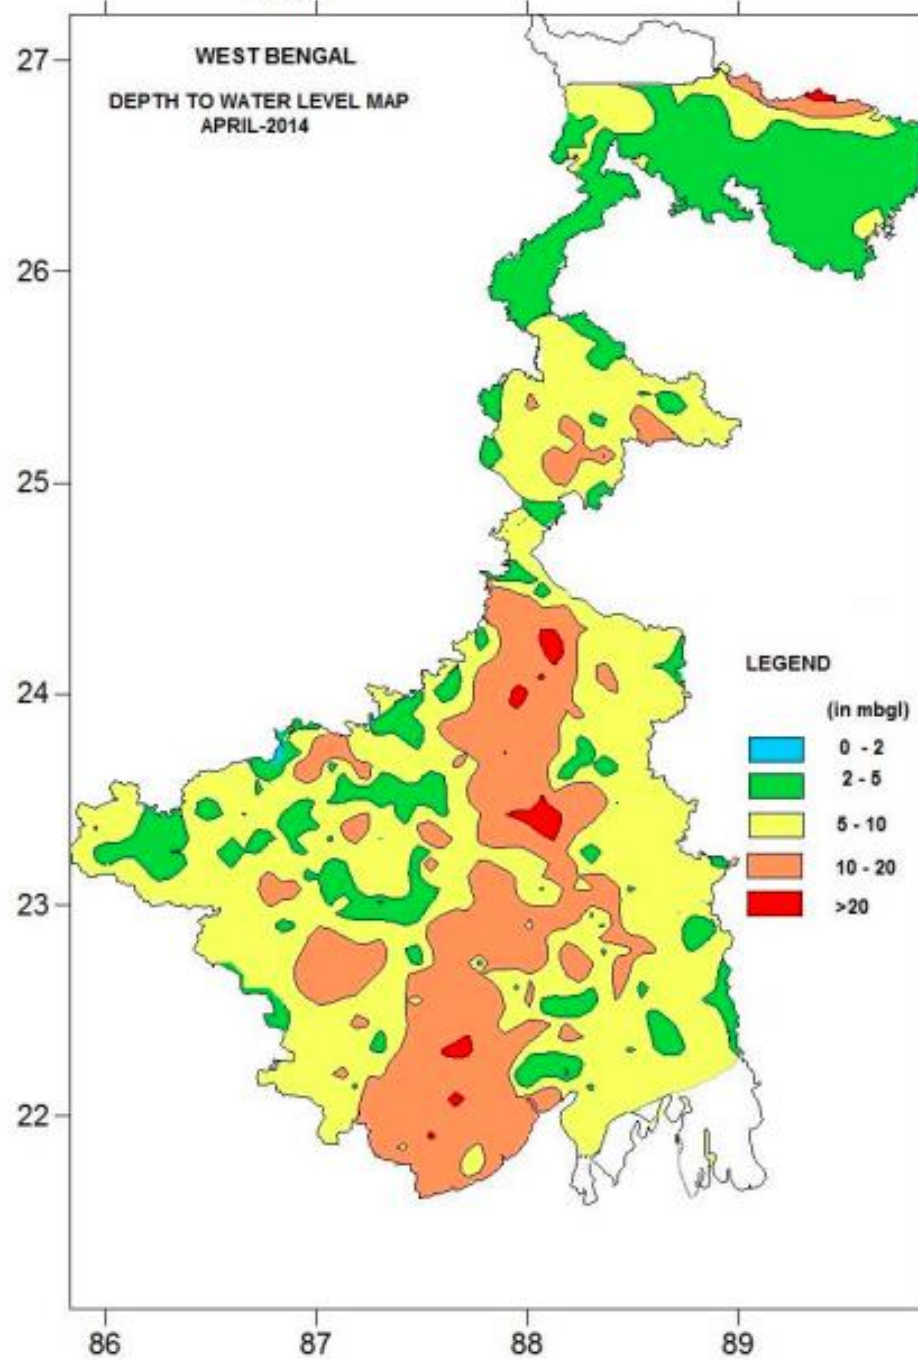 WEST BENGAL
DEPTH TO WATER LEVEL MAP
APRIL-2014
27
26
25
24
23
22
LEGEND
(in mbgl)
0 - 2
2 - 5
5 - 10
10 - 20
>20
86 87 88 89